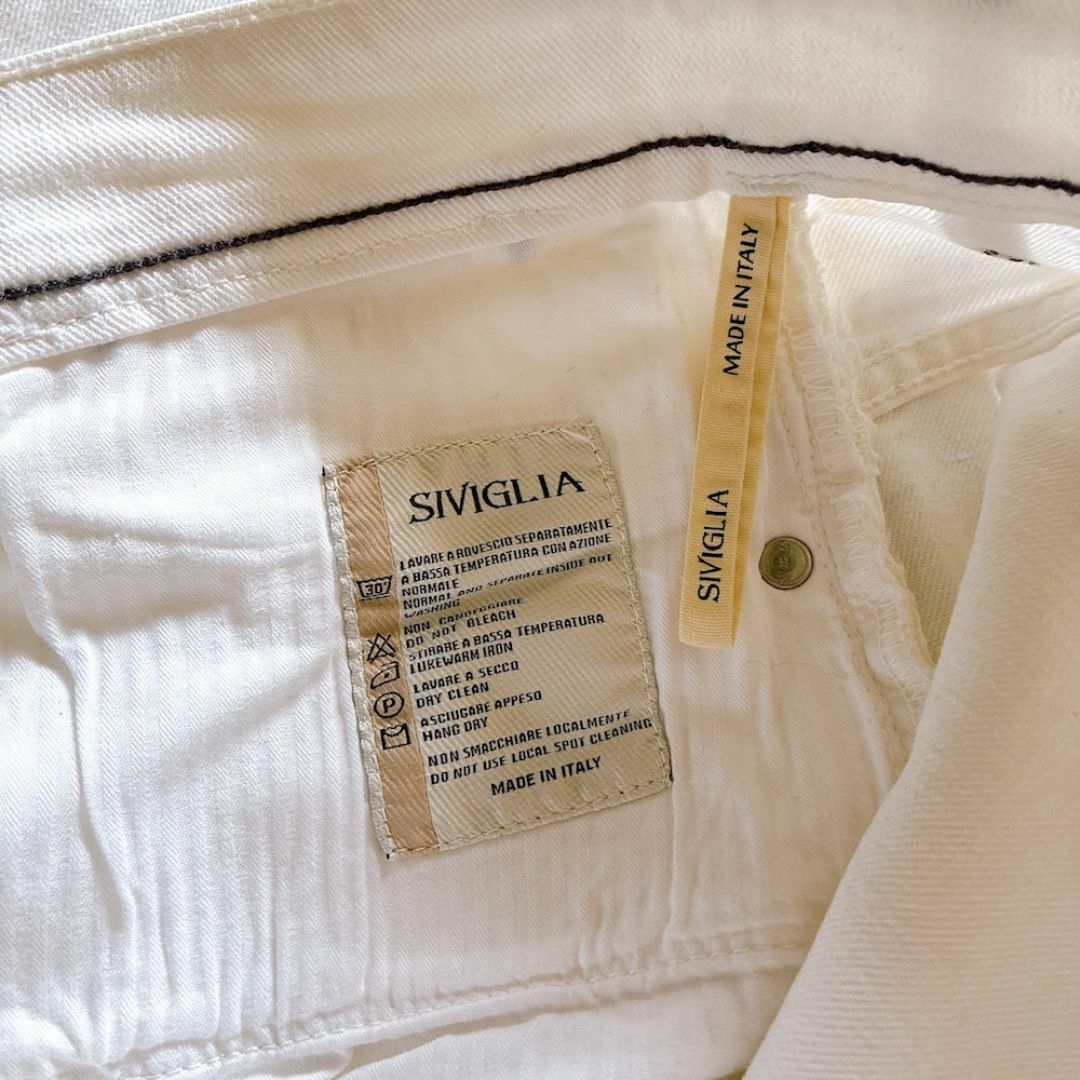 SIVIGLIA
LAVARE A ROVESCIO SEPARATAMENTE
A BASSA TEMPERATURA CON AZIONE
30°
NORMALE
NORMAL AND SEPARATE INSIDE OUT
WASHING
NON CANDEGGIARE
DO NOT BLEACH
STIRARE A BASSA TEMPERATURA
LUKEWARM IRON
LAVARE A SECCO
P
DRY CLEAN
ASCIUGARE APPESO
HANG DRY
NON SMACCHIARE LOCALMENTE
DO NOT USE LOCAL SPOT CLEANING
MADE IN ITALY
SIVIGLIA MADE IN ITALY